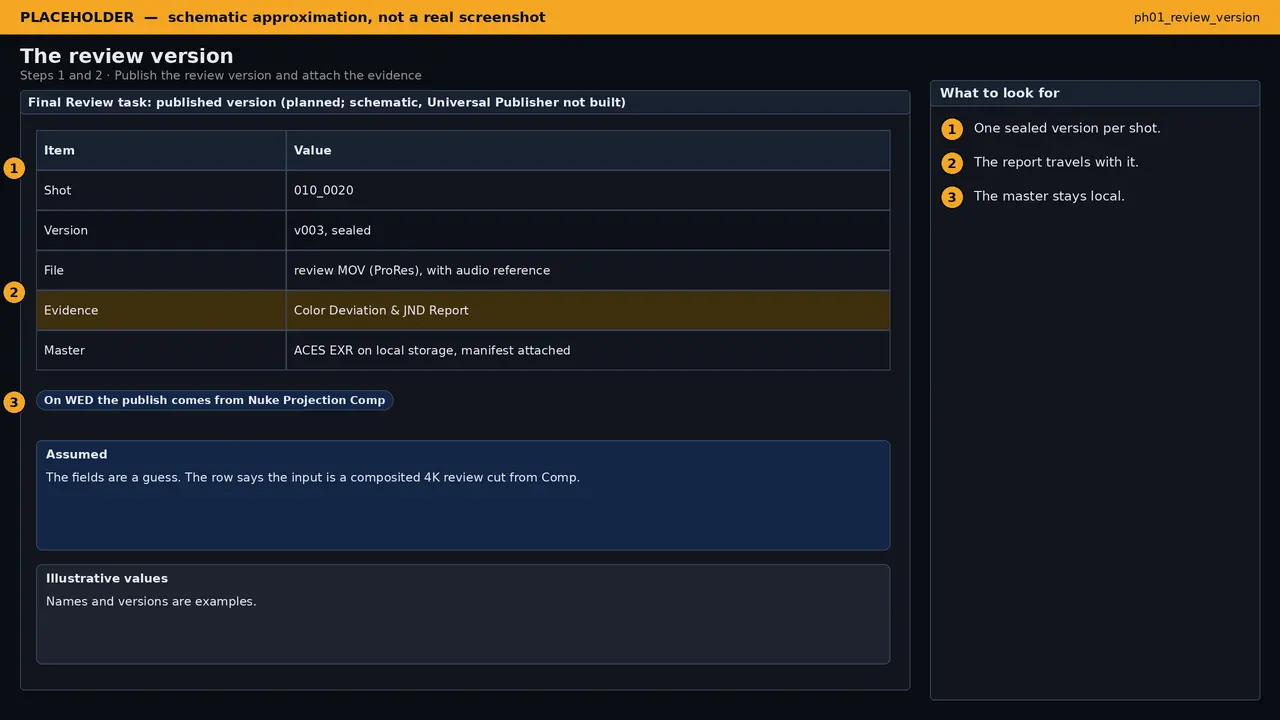 PLACEHOLDER — schematic approximation, not a real screenshot
ph01_review_version
The review version
Steps 1 and 2 · Publish the review version and attach the evidence
Final Review task: published version (planned; schematic, Universal Publisher not built)
Item Value
1
Shot 010_0020
Version v003, sealed
File review MOV (ProRes), with audio reference
2
Evidence Color Deviation & JND Report
Master ACES EXR on local storage, manifest attached
3 On WED the publish comes from Nuke Projection Comp
Assumed
The fields are a guess. The row says the input is a composited 4K review cut from Comp.
Illustrative values
Names and versions are examples.
What to look for
1 One sealed version per shot.
2 The report travels with it.
3 The master stays local.